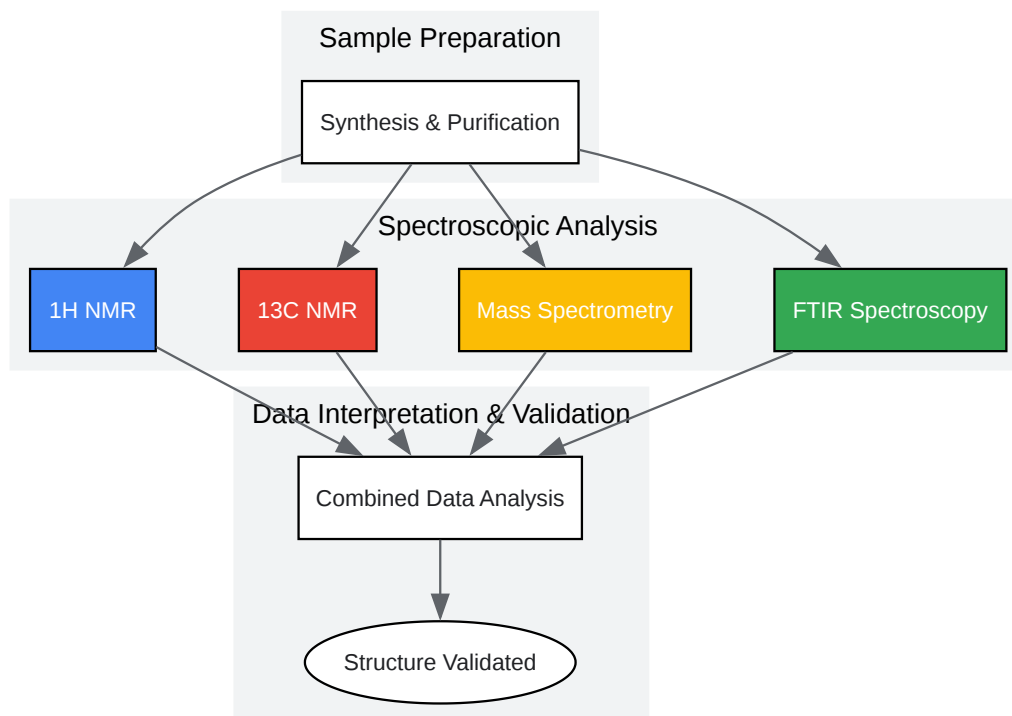 Sample Preparation
Synthesis & Purification
Spectroscopic Analysis
1H NMR
13C NMR
Mass Spectrometry
FTIR Spectroscopy
Data Interpretation & Validation
Combined Data Analysis
Structure Validated